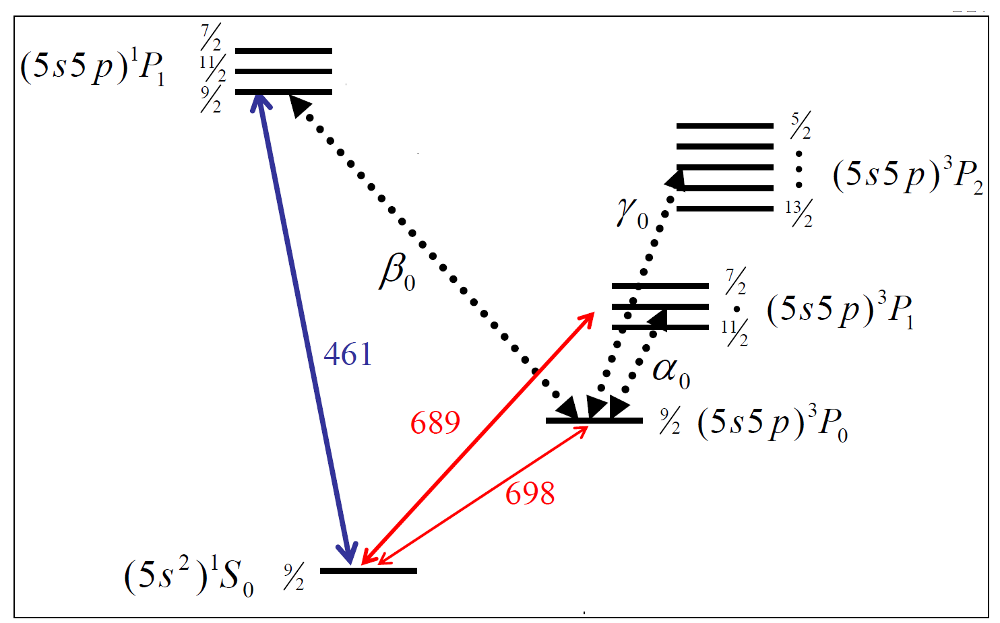 7/2
(5s5p)¹P₁
11/2
9/2
5/2
(5s5p)³P₂
13/2
γ₀
β₀
7/2
(5s5p)³P₁
11/2
461
α₀
689
9/2 (5s5p)³P₀
698
(5s²)¹S₀ 9/2